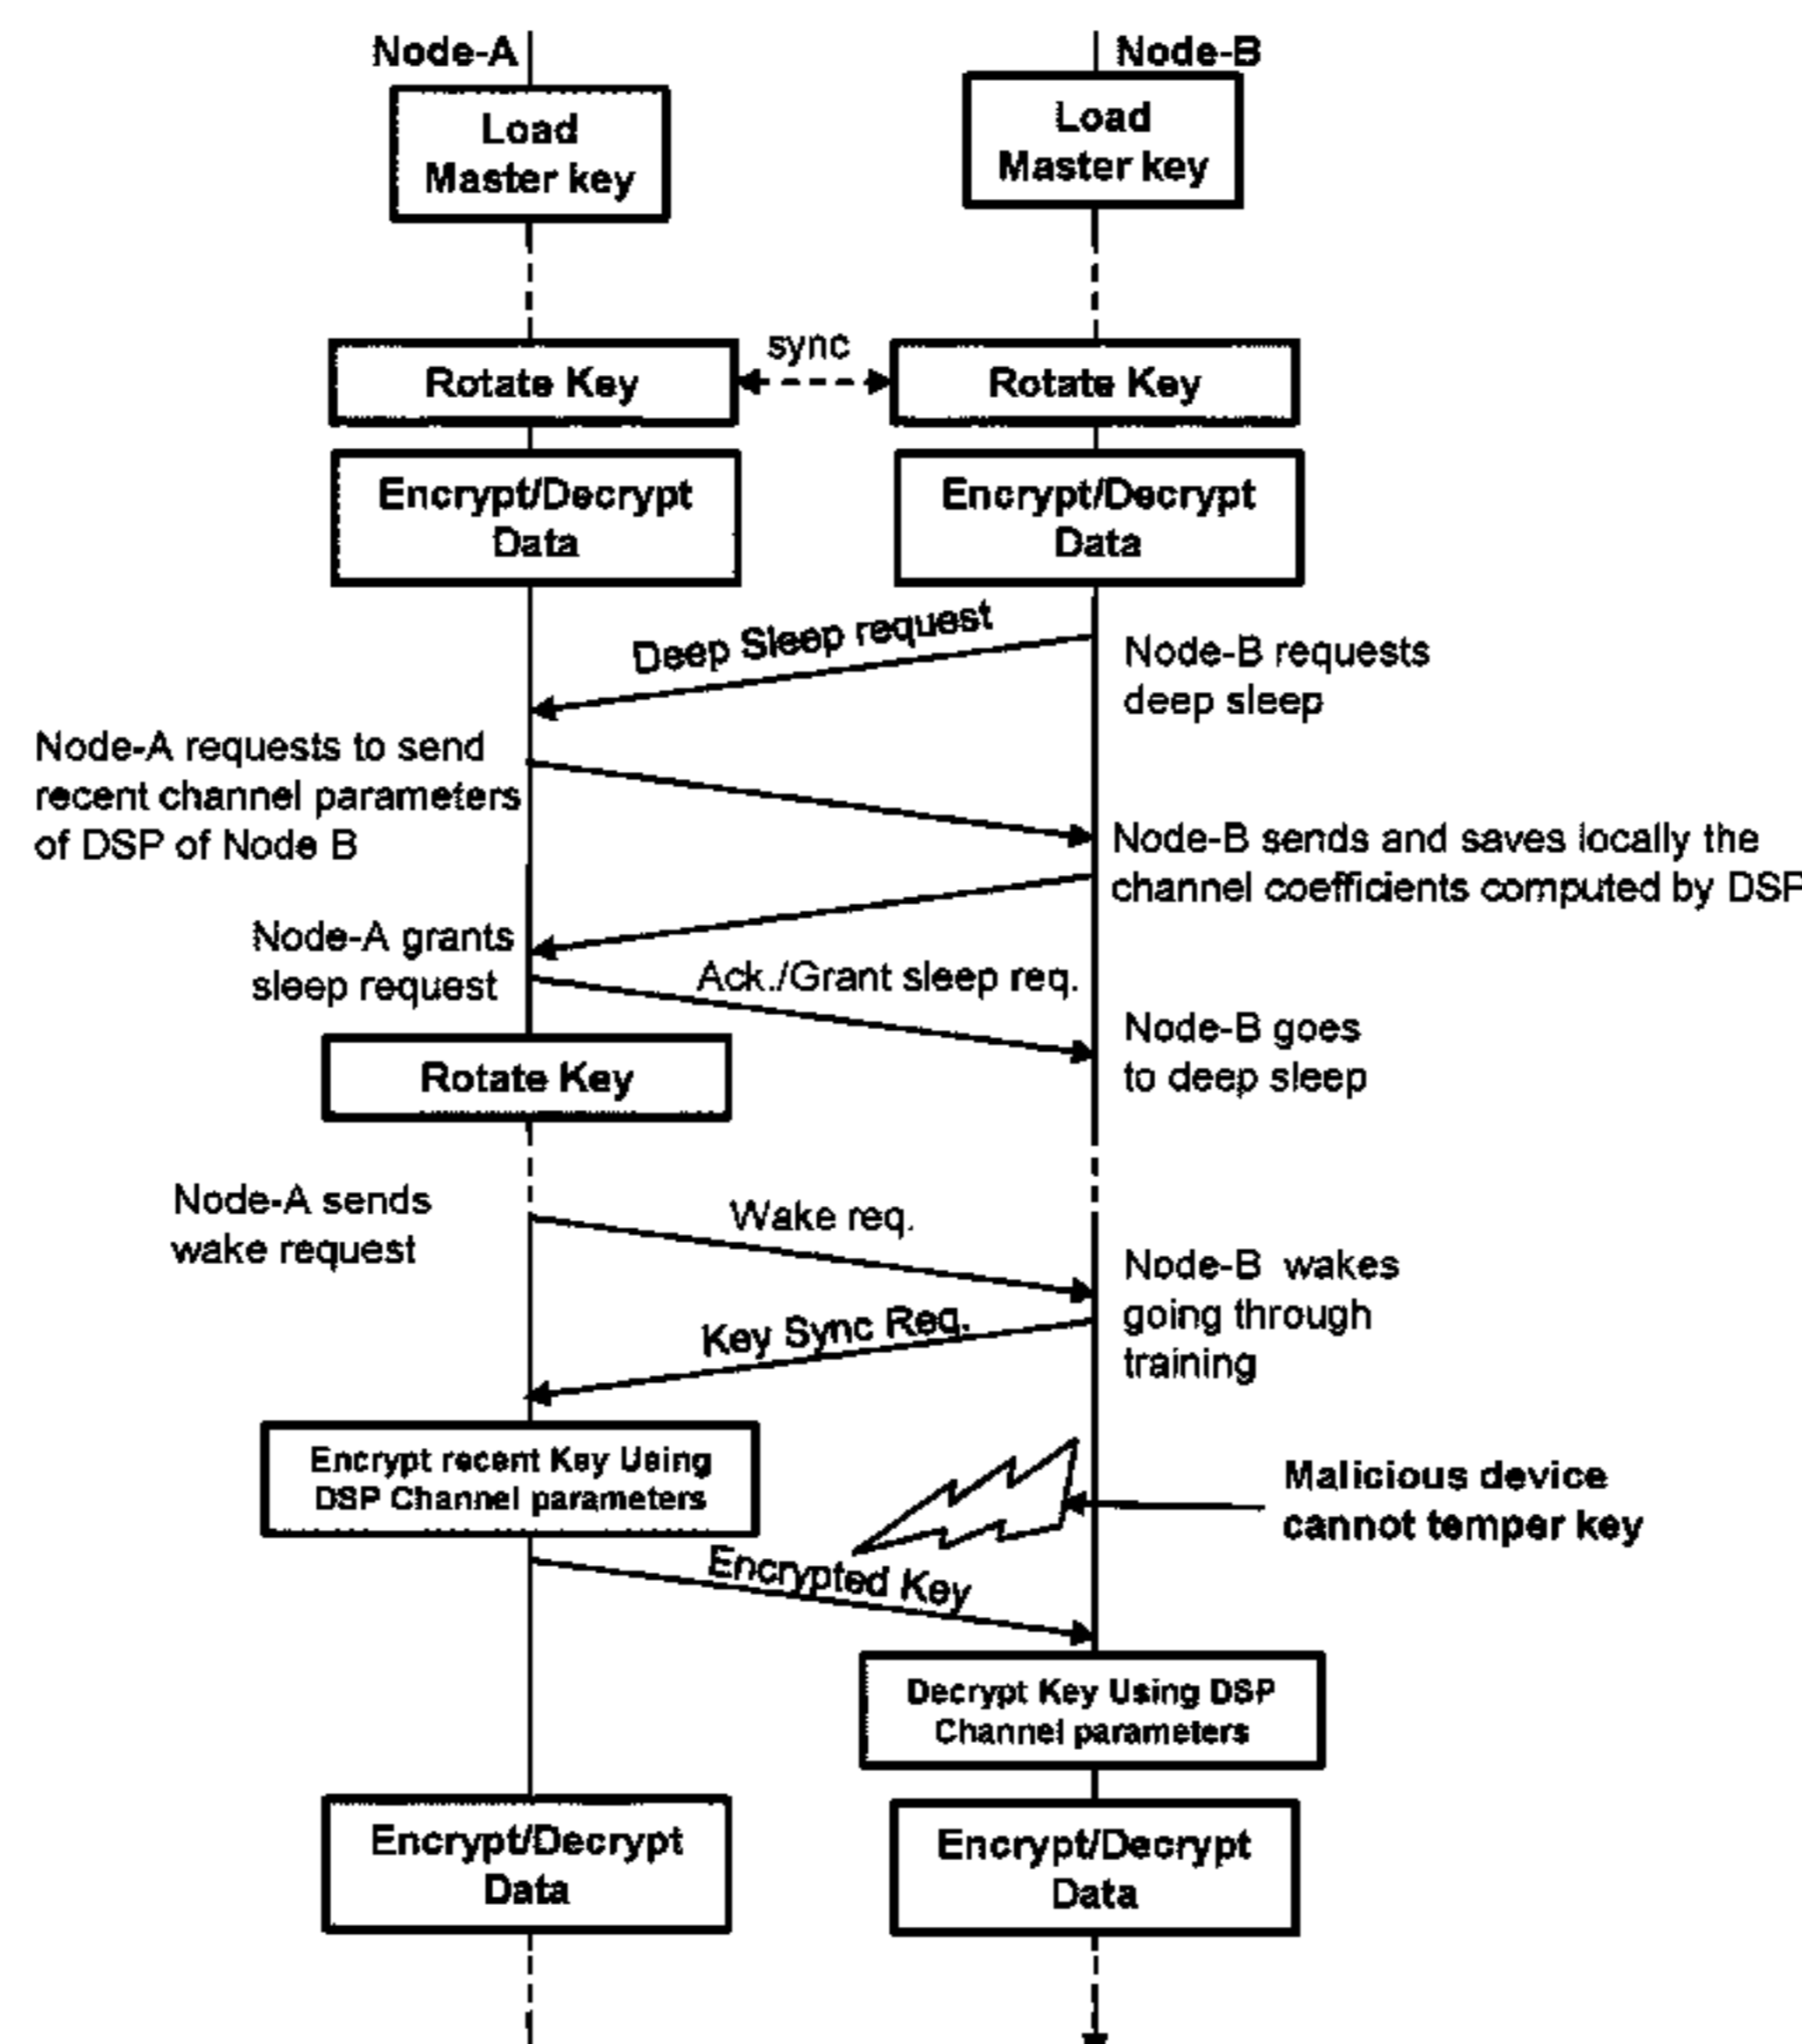 Node-A
Node-B
Load
Master key
Load
Master key
sync
Rotate Key
Rotate Key
Encrypt/Decrypt
Data
Encrypt/Decrypt
Data
Deep Sleep request
Node-B requests
deep sleep
Node-A requests to send
recent channel parameters
of DSP of Node B
Node-B sends and saves locally the
channel coefficients computed by DSP
Node-A grants
sleep request
Ack./Grant sleep req.
Node-B goes
to deep sleep
Rotate Key
Node-A sends
wake request
Wake req.
Node-B wakes
going through
training
Key Sync Req.
Encrypt recent Key Using
DSP Channel parameters
Malicious device
cannot temper key
Encrypted Key
Decrypt Key Using DSP
Channel parameters
Encrypt/Decrypt
Data
Encrypt/Decrypt
Data